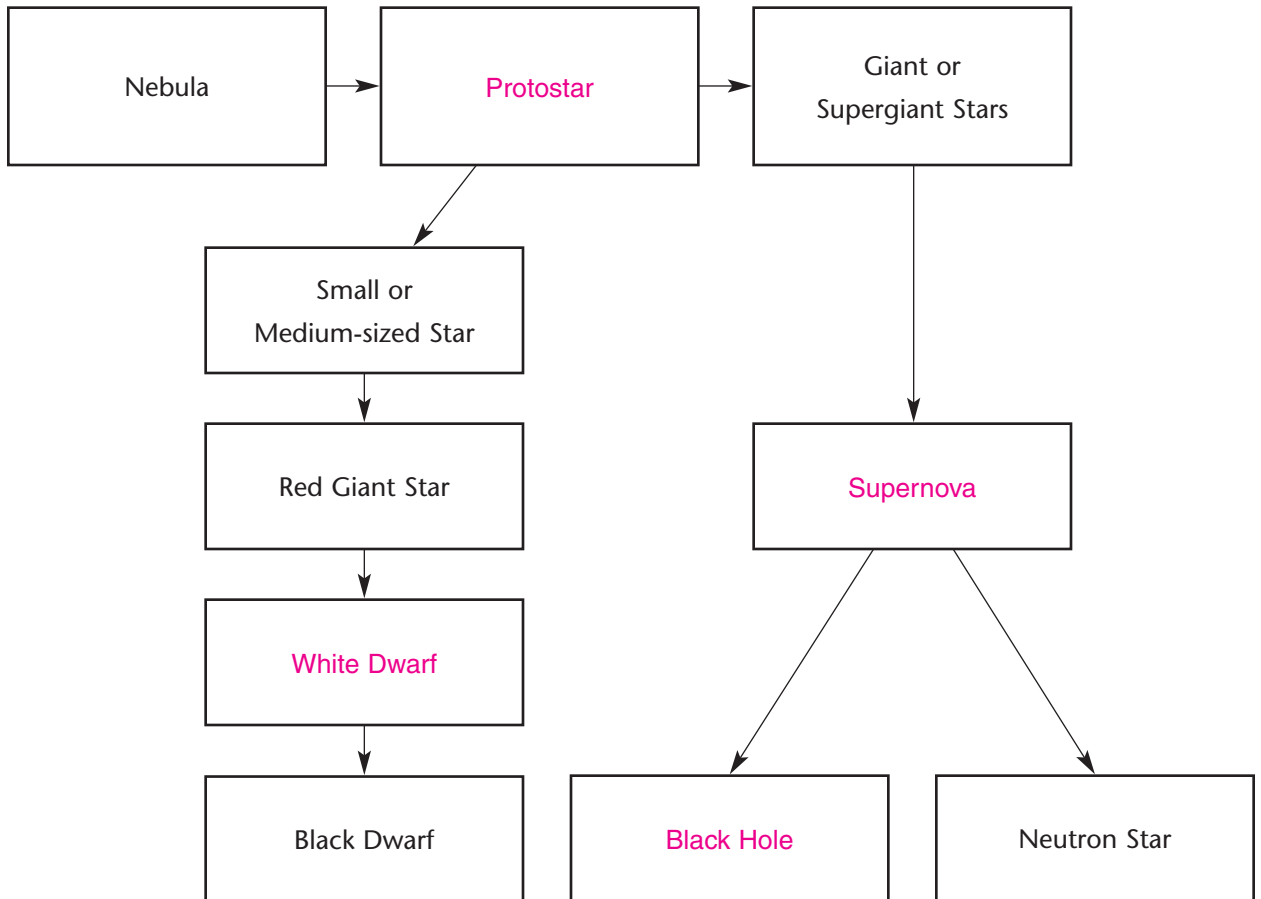 Nebula
Protostar
Giant or
Supergiant Stars
Small or
Medium-sized Star
Red Giant Star
Supernova
White Dwarf
Black Dwarf
Black Hole
Neutron Star